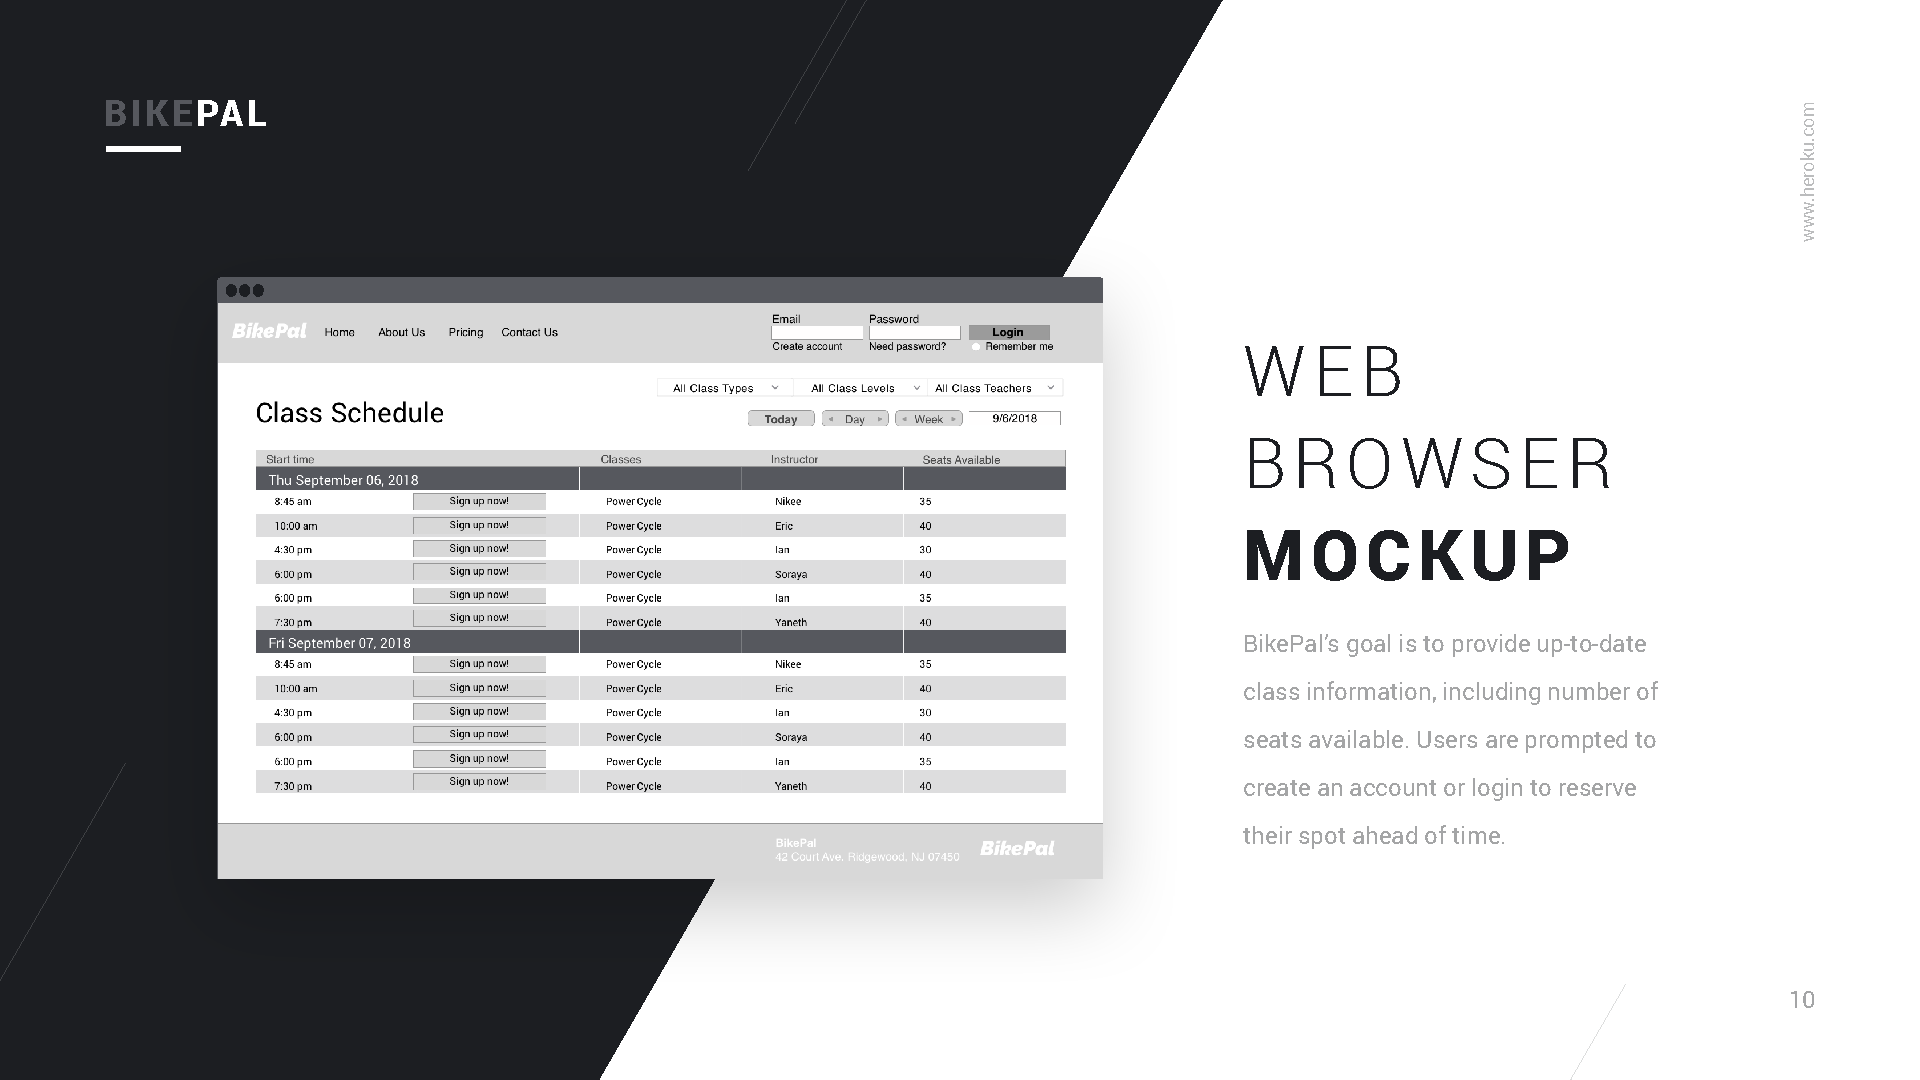 BIKEPAL
www.heroku.com
BikePal Home About Us Pricing Contact Us
Email Password
Login
Create account Need password? Remember me
All Class Types All Class Levels All Class Teachers
Class Schedule
Today Day Week 9/6/2018
Start time Classes Instructor Seats Available
Thu September 06, 2018
8:45 am Sign up now! Power Cycle Nikee 35
10:00 am Sign up now! Power Cycle Eric 40
4:30 pm Sign up now! Power Cycle Ian 30
6:00 pm Sign up now! Power Cycle Soraya 40
6:00 pm Sign up now! Power Cycle Ian 35
7:30 pm Sign up now! Power Cycle Yaneth 40
Fri September 07, 2018
8:45 am Sign up now! Power Cycle Nikee 35
10:00 am Sign up now! Power Cycle Eric 40
4:30 pm Sign up now! Power Cycle Ian 30
6:00 pm Sign up now! Power Cycle Soraya 40
6:00 pm Sign up now! Power Cycle Ian 35
7:30 pm Sign up now! Power Cycle Yaneth 40
BikePal
42 Court Ave. Ridgewood, NJ 07450
BikePal
WEB
BROWSER
MOCKUP
BikePal’s goal is to provide up-to-date
class information, including number of
seats available. Users are prompted to
create an account or login to reserve
their spot ahead of time.
10